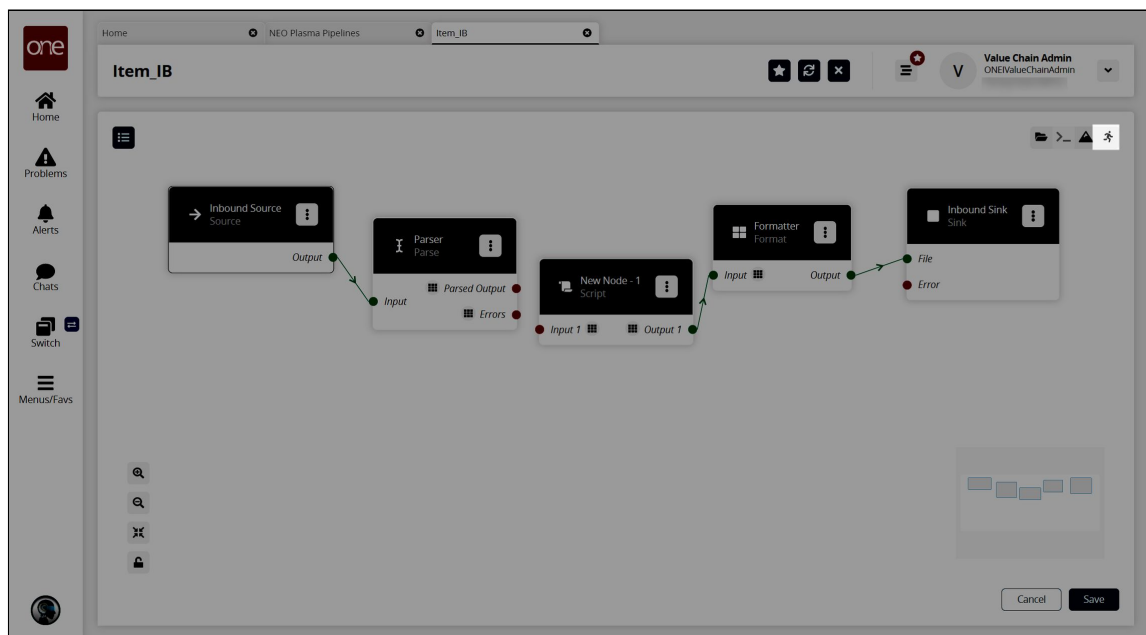 one
Home
NEO Plasma Pipelines
Item_IB
Item_IB
V
Value Chain Admin
ONEIValueChainAdmin
Home
Problems
Alerts
Chats
Switch
Menus/Favs
Inbound Source
Source
Output
Parser
Parse
Parsed Output
Input
Errors
New Node - 1
Script
Input 1
Output 1
Formatter
Format
Input
Output
Inbound Sink
Sink
File
Error
Cancel
Save